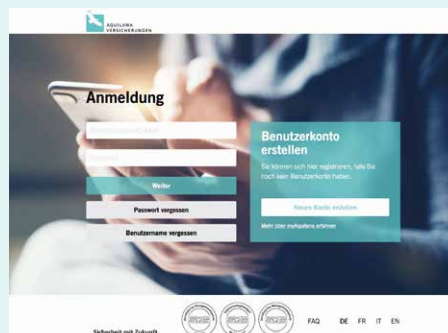 AQUILANA
VERSICHERUNGEN
Anmeldung
Passwort
Weiter
Passwort vergessen
Benutzername vergessen
Benutzerkonto
erstellen
Sie können sich hier registrieren, falls Sie
noch kein Benutzerkonto haben.
Neues Konto erstellen
Mehr über myAquilana erfahren
Sicherheit mit Zukunft
FAQ DE FR IT EN